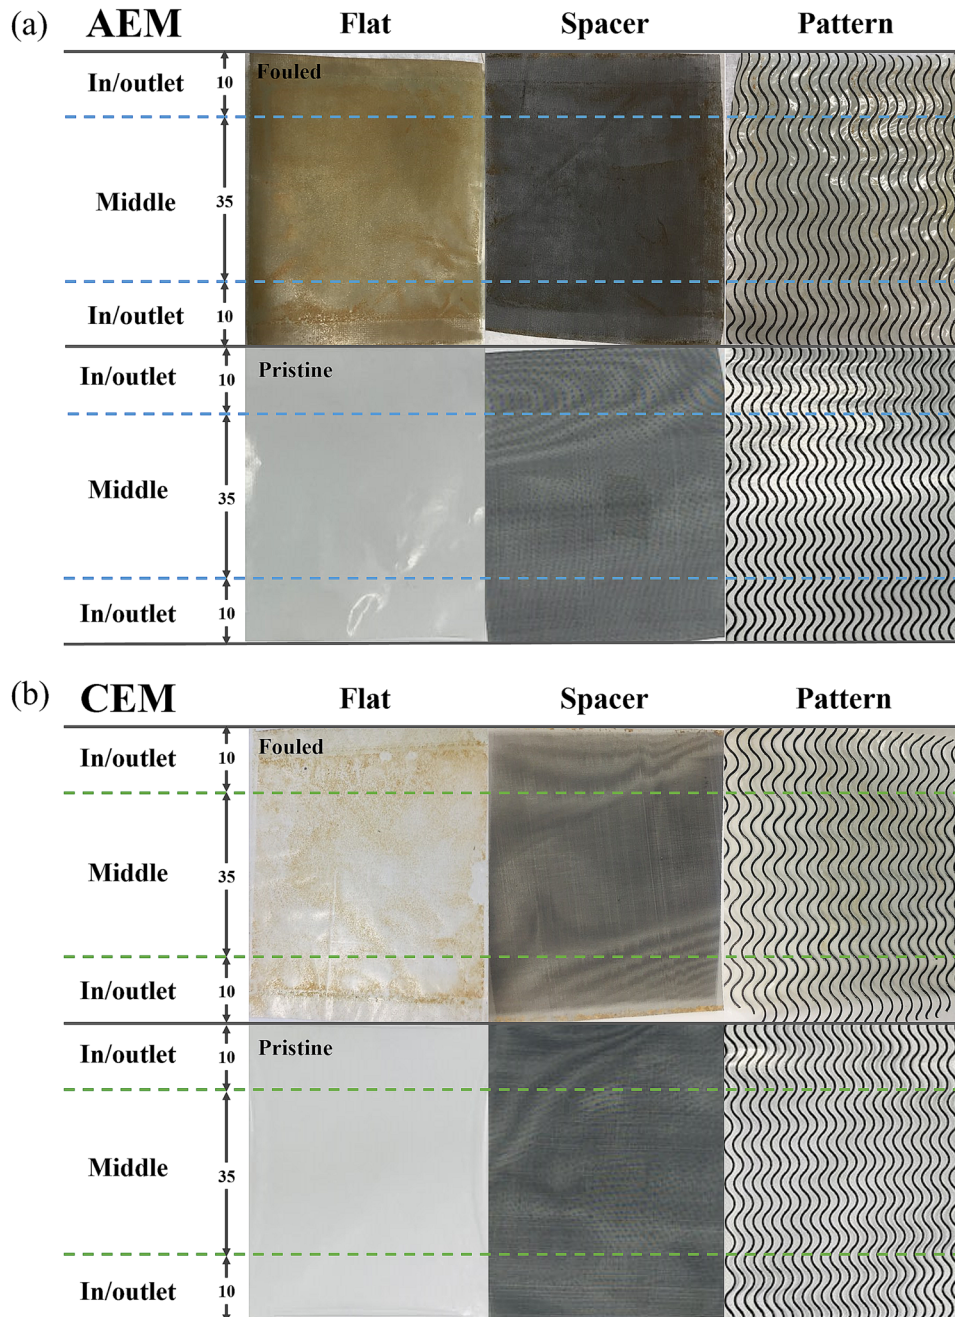 (a) AEM Flat Spacer Pattern
In/outlet 10 Fouled
Middle 35
In/outlet 10
In/outlet 10 Pristine
Middle 35
In/outlet 10
(b) CEM Flat Spacer Pattern
In/outlet 10 Fouled
Middle 35
In/outlet 10
In/outlet 10 Pristine
Middle 35
In/outlet 10